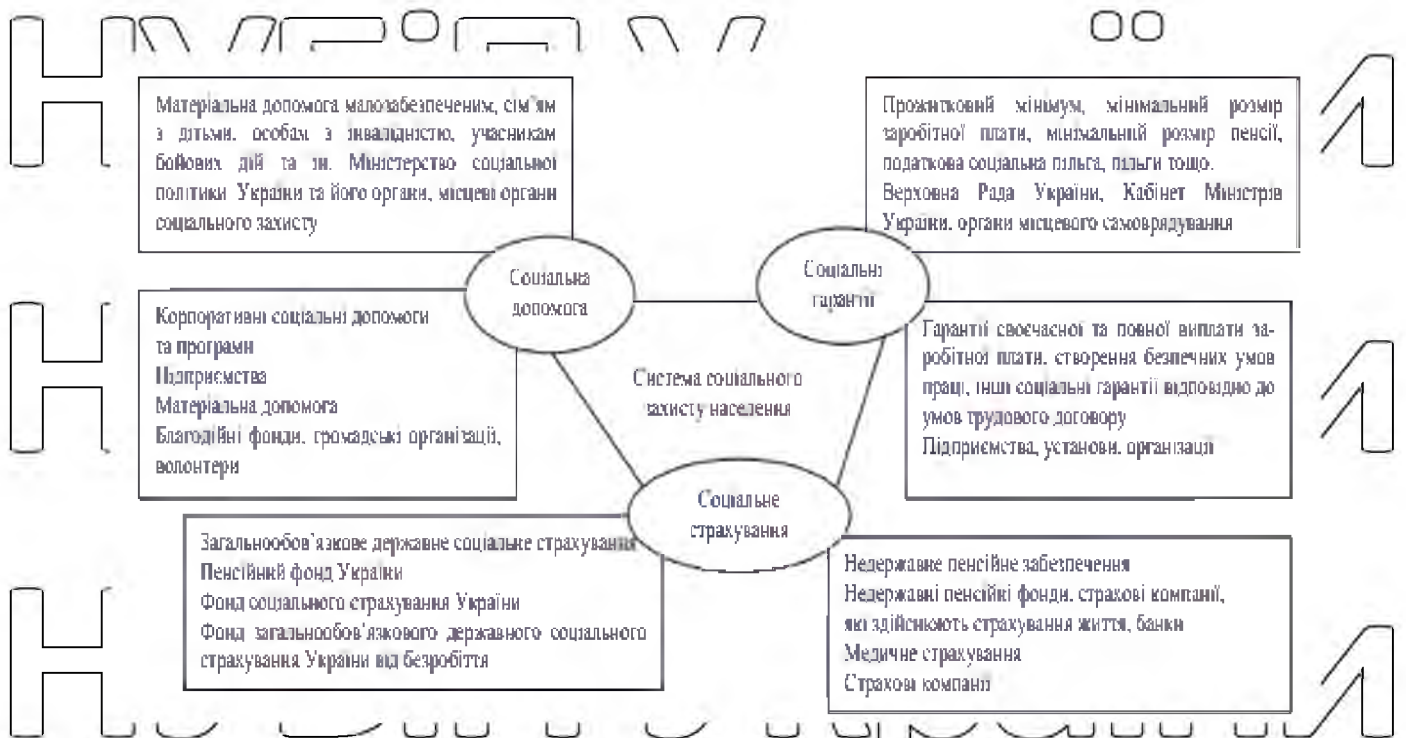 Матеріальна допомога малозабезпеченим, сім'ям
з дітьми, особам з інвалідністю, учасникам
бойових дій та ін. Міністерство соціальної
політики України та його органи, місцеві органи
соціального захисту
Прожитковий мінімум, мінімальний розмір
заробітної плати, мінімальний розмір пенсії,
податкова соціальна пільга, пільги тощо.
Верховна Рада України, Кабінет Міністрів
України, органи місцевого самоврядування
Соціальна
допомога
Соціальні
гарантії
Корпоративні соціальні допомоги
та програми
Підприємства
Матеріальна допомога
Благодійні фонди, громадські організації,
волонтери
Система соціального
захисту населення
Гарантії своєчасної та повної виплати за-
робітної плати, створення безпечних умов
праці, інші соціальні гарантії відповідно до
умов трудового договору
Підприємства, установи, організації
Соціальне
страхування
Загальнообов'язкове державне соціальне страхування
Пенсійний фонд України
Фонд соціального страхування України
Фонд загальнообов'язкового державного соціального
страхування України від безробіття
Недержавне пенсійне забезпечення
Недержавні пенсійні фонди, страхові компанії,
які здійснюють страхування життя, банки
Медичне страхування
Страхові компанії